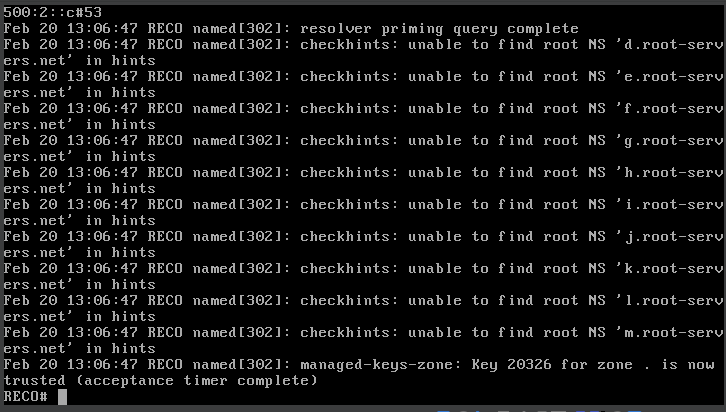 500:2::c#53
Feb 20 13:06:47 RECO named[302]: resolver priming query complete
Feb 20 13:06:47 RECO named[302]: checkhints: unable to find root NS 'd.root-serv
ers.net' in hints
Feb 20 13:06:47 RECO named[302]: checkhints: unable to find root NS 'e.root-serv
ers.net' in hints
Feb 20 13:06:47 RECO named[302]: checkhints: unable to find root NS 'f.root-serv
ers.net' in hints
Feb 20 13:06:47 RECO named[302]: checkhints: unable to find root NS 'g.root-serv
ers.net' in hints
Feb 20 13:06:47 RECO named[302]: checkhints: unable to find root NS 'h.root-serv
ers.net' in hints
Feb 20 13:06:47 RECO named[302]: checkhints: unable to find root NS 'i.root-serv
ers.net' in hints
Feb 20 13:06:47 RECO named[302]: checkhints: unable to find root NS 'j.root-serv
ers.net' in hints
Feb 20 13:06:47 RECO named[302]: checkhints: unable to find root NS 'k.root-serv
ers.net' in hints
Feb 20 13:06:47 RECO named[302]: checkhints: unable to find root NS 'l.root-serv
ers.net' in hints
Feb 20 13:06:47 RECO named[302]: checkhints: unable to find root NS 'm.root-serv
ers.net' in hints
Feb 20 13:06:47 RECO named[302]: managed-keys-zone: Key 20326 for zone . is now
trusted (acceptance timer complete)
RECO#